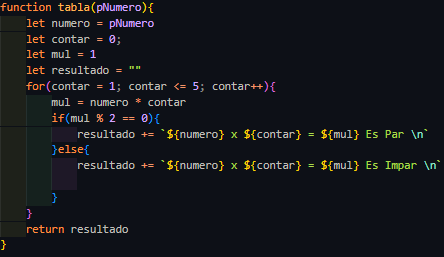 function tabla(pNumero){
    let numero = pNumero
    let contar = 0;
    let mul = 1
    let resultado = ""
    for(contar = 1; contar <= 5; contar++){
        mul = numero * contar
        if(mul % 2 == 0){
            resultado += `${numero} x ${contar} = ${mul} Es Par \n`
        }else{
            resultado += `${numero} x ${contar} = ${mul} Es Impar \n`
        }
    }
    return resultado
}